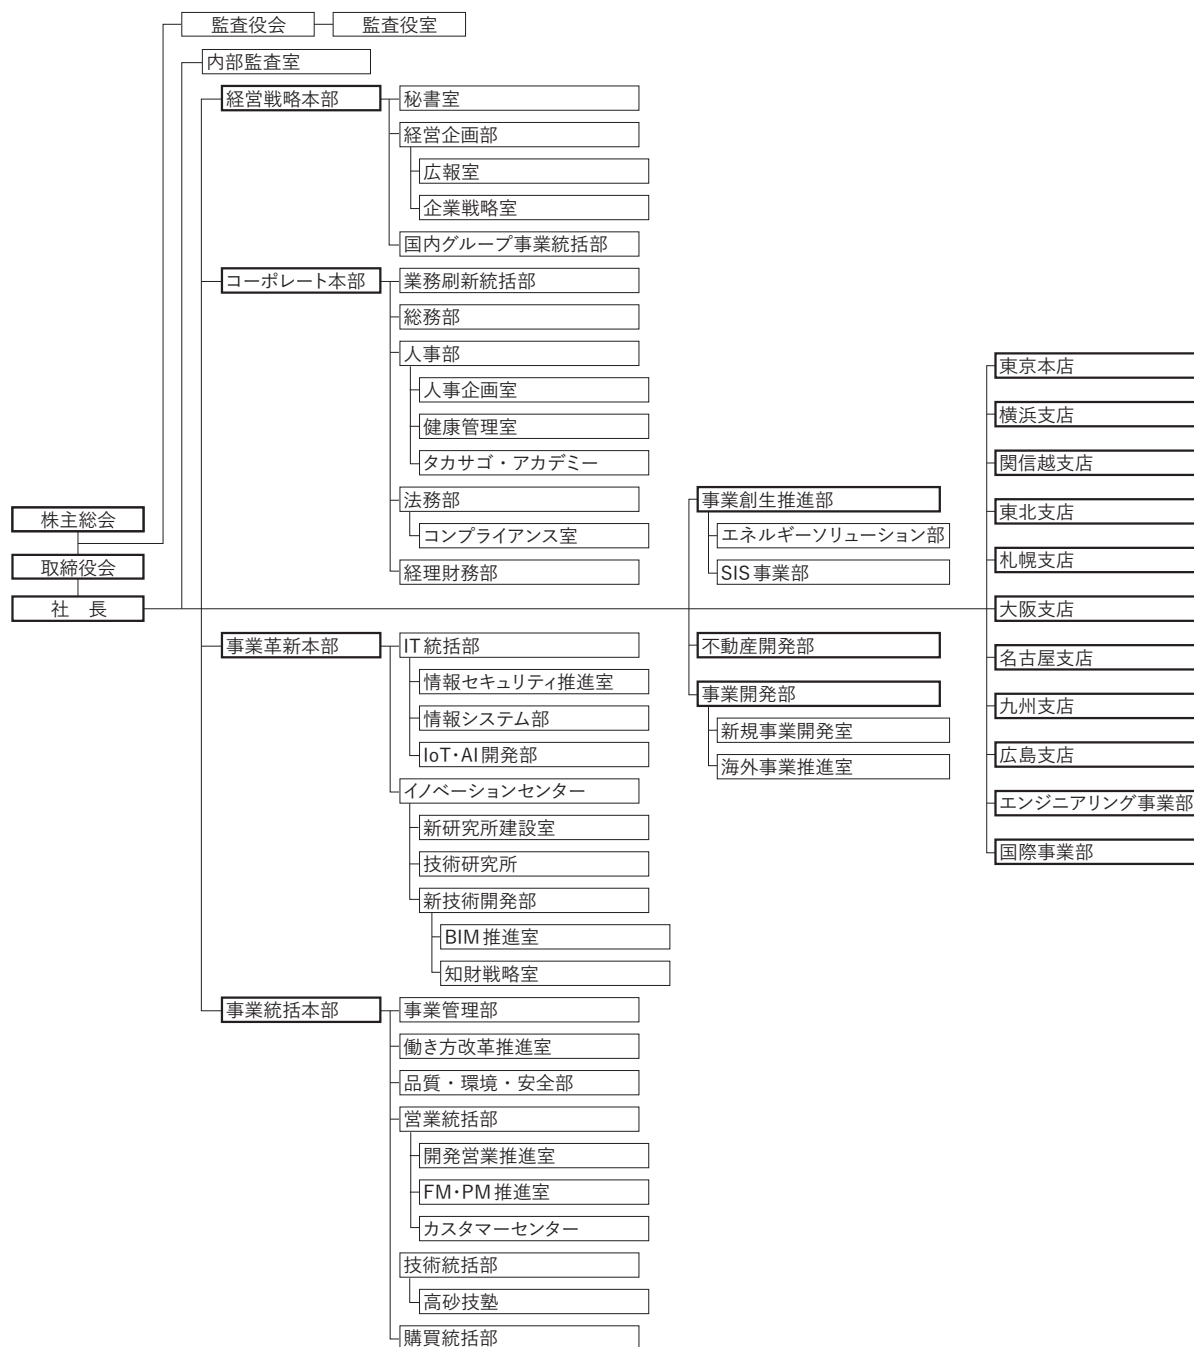 監査役会
監査役室
内部監査室
経営戦略本部
秘書室
経営企画部
広報室
企業戦略室
国内グループ事業統括部
コーポレート本部
業務刷新統括部
総務部
人事部
人事企画室
健康管理室
タカサゴ・アカデミー
法務部
コンプライアンス室
経理財務部
株主総会
取締役会
社　長
事業革新本部
IT統括部
情報セキュリティ推進室
情報システム部
IoT・AI開発部
イノベーションセンター
新研究所建設室
技術研究所
新技術開発部
BIM推進室
知財戦略室
事業統括本部
事業管理部
働き方改革推進室
品質・環境・安全部
営業統括部
開発営業推進室
FM・PM推進室
カスタマーセンター
技術統括部
高砂技塾
購買統括部
事業創生推進部
エネルギーソリューション部
SIS事業部
不動産開発部
事業開発部
新規事業開発室
海外事業推進室
東京本店
横浜支店
関信越支店
東北支店
札幌支店
大阪支店
名古屋支店
九州支店
広島支店
エンジニアリング事業部
国際事業部